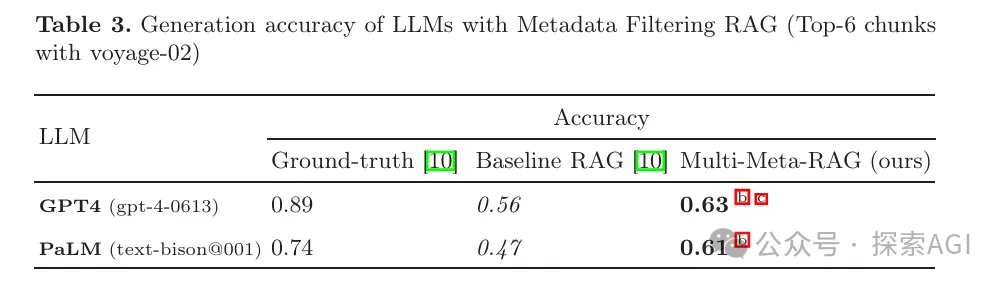 Table 3. Generation accuracy of LLMs with Metadata Filtering RAG (Top-6 chunks
with voyage-02)
LLM
Accuracy
Ground-truth [10] Baseline RAG [10] Multi-Meta-RAG (ours)
GPT4 (gpt-4-0613) 0.89 0.56 0.63 b c
PaLM (text-bison@001) 0.74 0.47 0.61 b
公众号 · 探索AGI